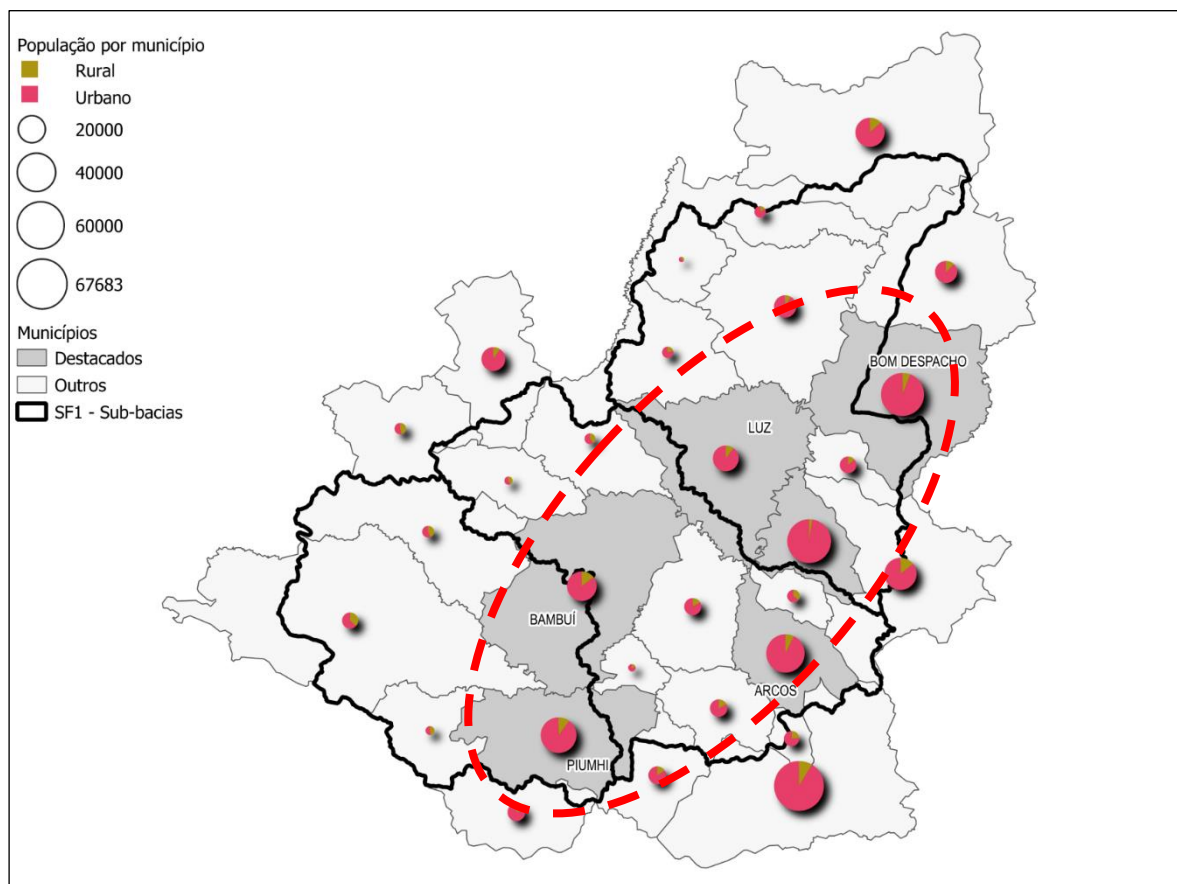 População por município
Rural
Urbano
20000
40000
60000
67683
Municípios
Destacados
Outros
SF1 - Sub-bacias
BOM DESPACHO
LUZ
BAMBUÍ
ARCOS
PIUMHI